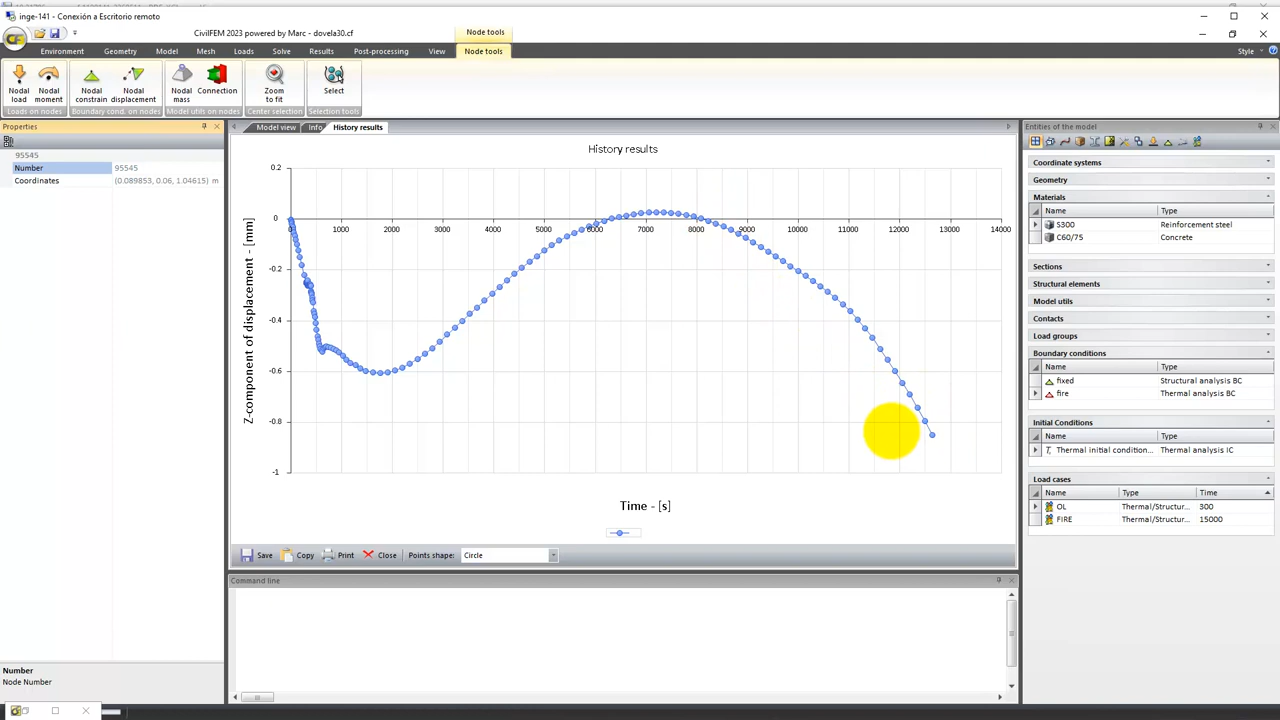 inge-141 - Conexión a Escritorio remoto
CivilFEM 2023 powered by Marc - dovela30.cf
Node tools
Environment Geometry Model Mesh Loads Solve Results Post-processing View Node tools
Style
Nodal load
Nodal moment
Nodal constrain
Nodal displacement
Nodal mass
Connection
Zoom to fit
Select
Loads on nodes
Boundary cond. on nodes
Model utils on nodes
Center selection
Selection tools
Properties
95545
Number 95545
Coordinates (0.089853, 0.06, 1.04615) m
Number
Node Number
Model view Info History results
History results
Z-component of displacement - [mm]
0.2
0
-0.2
-0.4
-0.6
-0.8
-1
0 1000 2000 3000 4000 5000 6000 7000 8000 9000 10000 11000 12000 13000 14000
Time - [s]
Save Copy Print Close Points shape: Circle
Command line
Entities of the model
Coordinate systems
Geometry
Materials
Name Type
S300 Reinforcement steel
C60/75 Concrete
Sections
Structural elements
Model utils
Contacts
Load groups
Boundary conditions
Name Type
fixed Structural analysis BC
fire Thermal analysis BC
Initial Conditions
Name Type
Thermal initial condition... Thermal analysis IC
Load cases
Name Type Time
OL Thermal/Structur... 300
FIRE Thermal/Structur... 15000